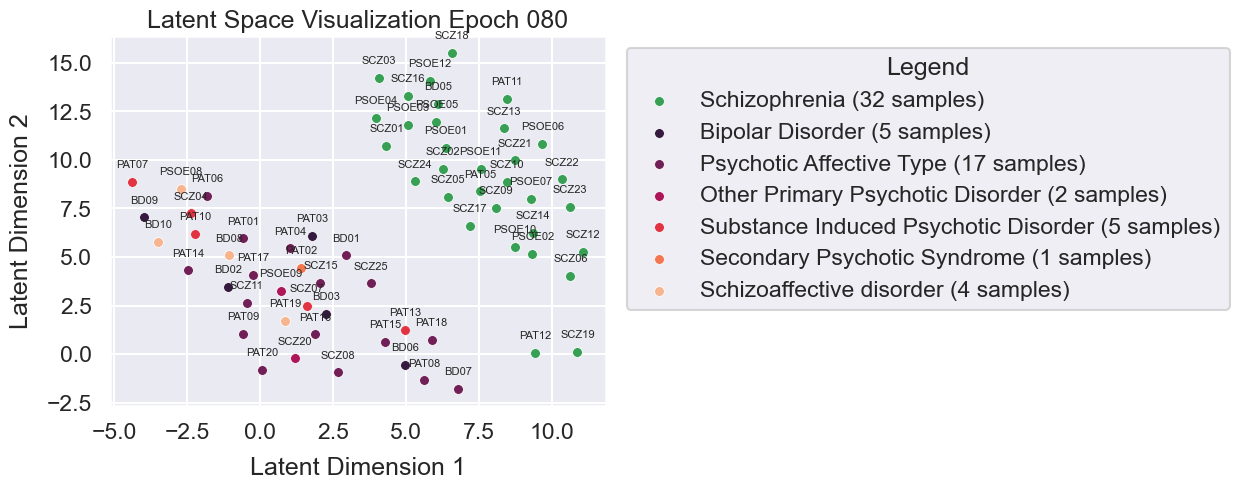 Latent Space Visualization Epoch 080
Latent Dimension 2
15.0
12.5
10.0
7.5
5.0
2.5
0.0
−2.5
SCZ18
SCZ03
PSOE12
SCZ16
BD05
PAT11
PSOE04
PSOE03
PSOE05
SCZ13
SCZ01
PSOE01
PSOE06
SCZ21
SCZ02
PSOE11
PAT07
PSOE08
SCZ24
SCZ10
SCZ22
PAT06
SCZ05
PAT05
PSOE07
SCZ04
SCZ09
SCZ23
BD09
PAT10
SCZ17
SCZ14
BD10
PAT01
PAT03
PAT04
PSOE10
PSOE02
SCZ12
BD08
BD01
PAT14
PAT17
PAT02
SCZ06
BD02
PSOE09
SCZ15
SCZ25
SCZ11
SCZ07
PAT19
BD03
PAT09
PAT16
PAT15
PAT13
PAT18
PAT12
SCZ19
PAT20
SCZ20
SCZ08
BD06
PAT08
BD07
−5.0
−2.5
0.0
2.5
5.0
7.5
10.0
Latent Dimension 1
Legend
Schizophrenia (32 samples)
Bipolar Disorder (5 samples)
Psychotic Affective Type (17 samples)
Other Primary Psychotic Disorder (2 samples)
Substance Induced Psychotic Disorder (5 samples)
Secondary Psychotic Syndrome (1 samples)
Schizoaffective disorder (4 samples)